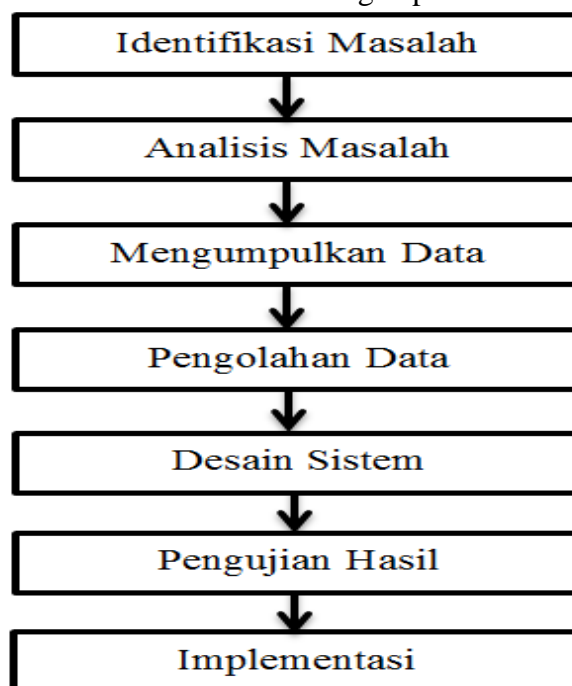 Identifikasi Masalah
Analisis Masalah
Mengumpulkan Data
Pengolahan Data
Desain Sistem
Pengujian Hasil
Implementasi